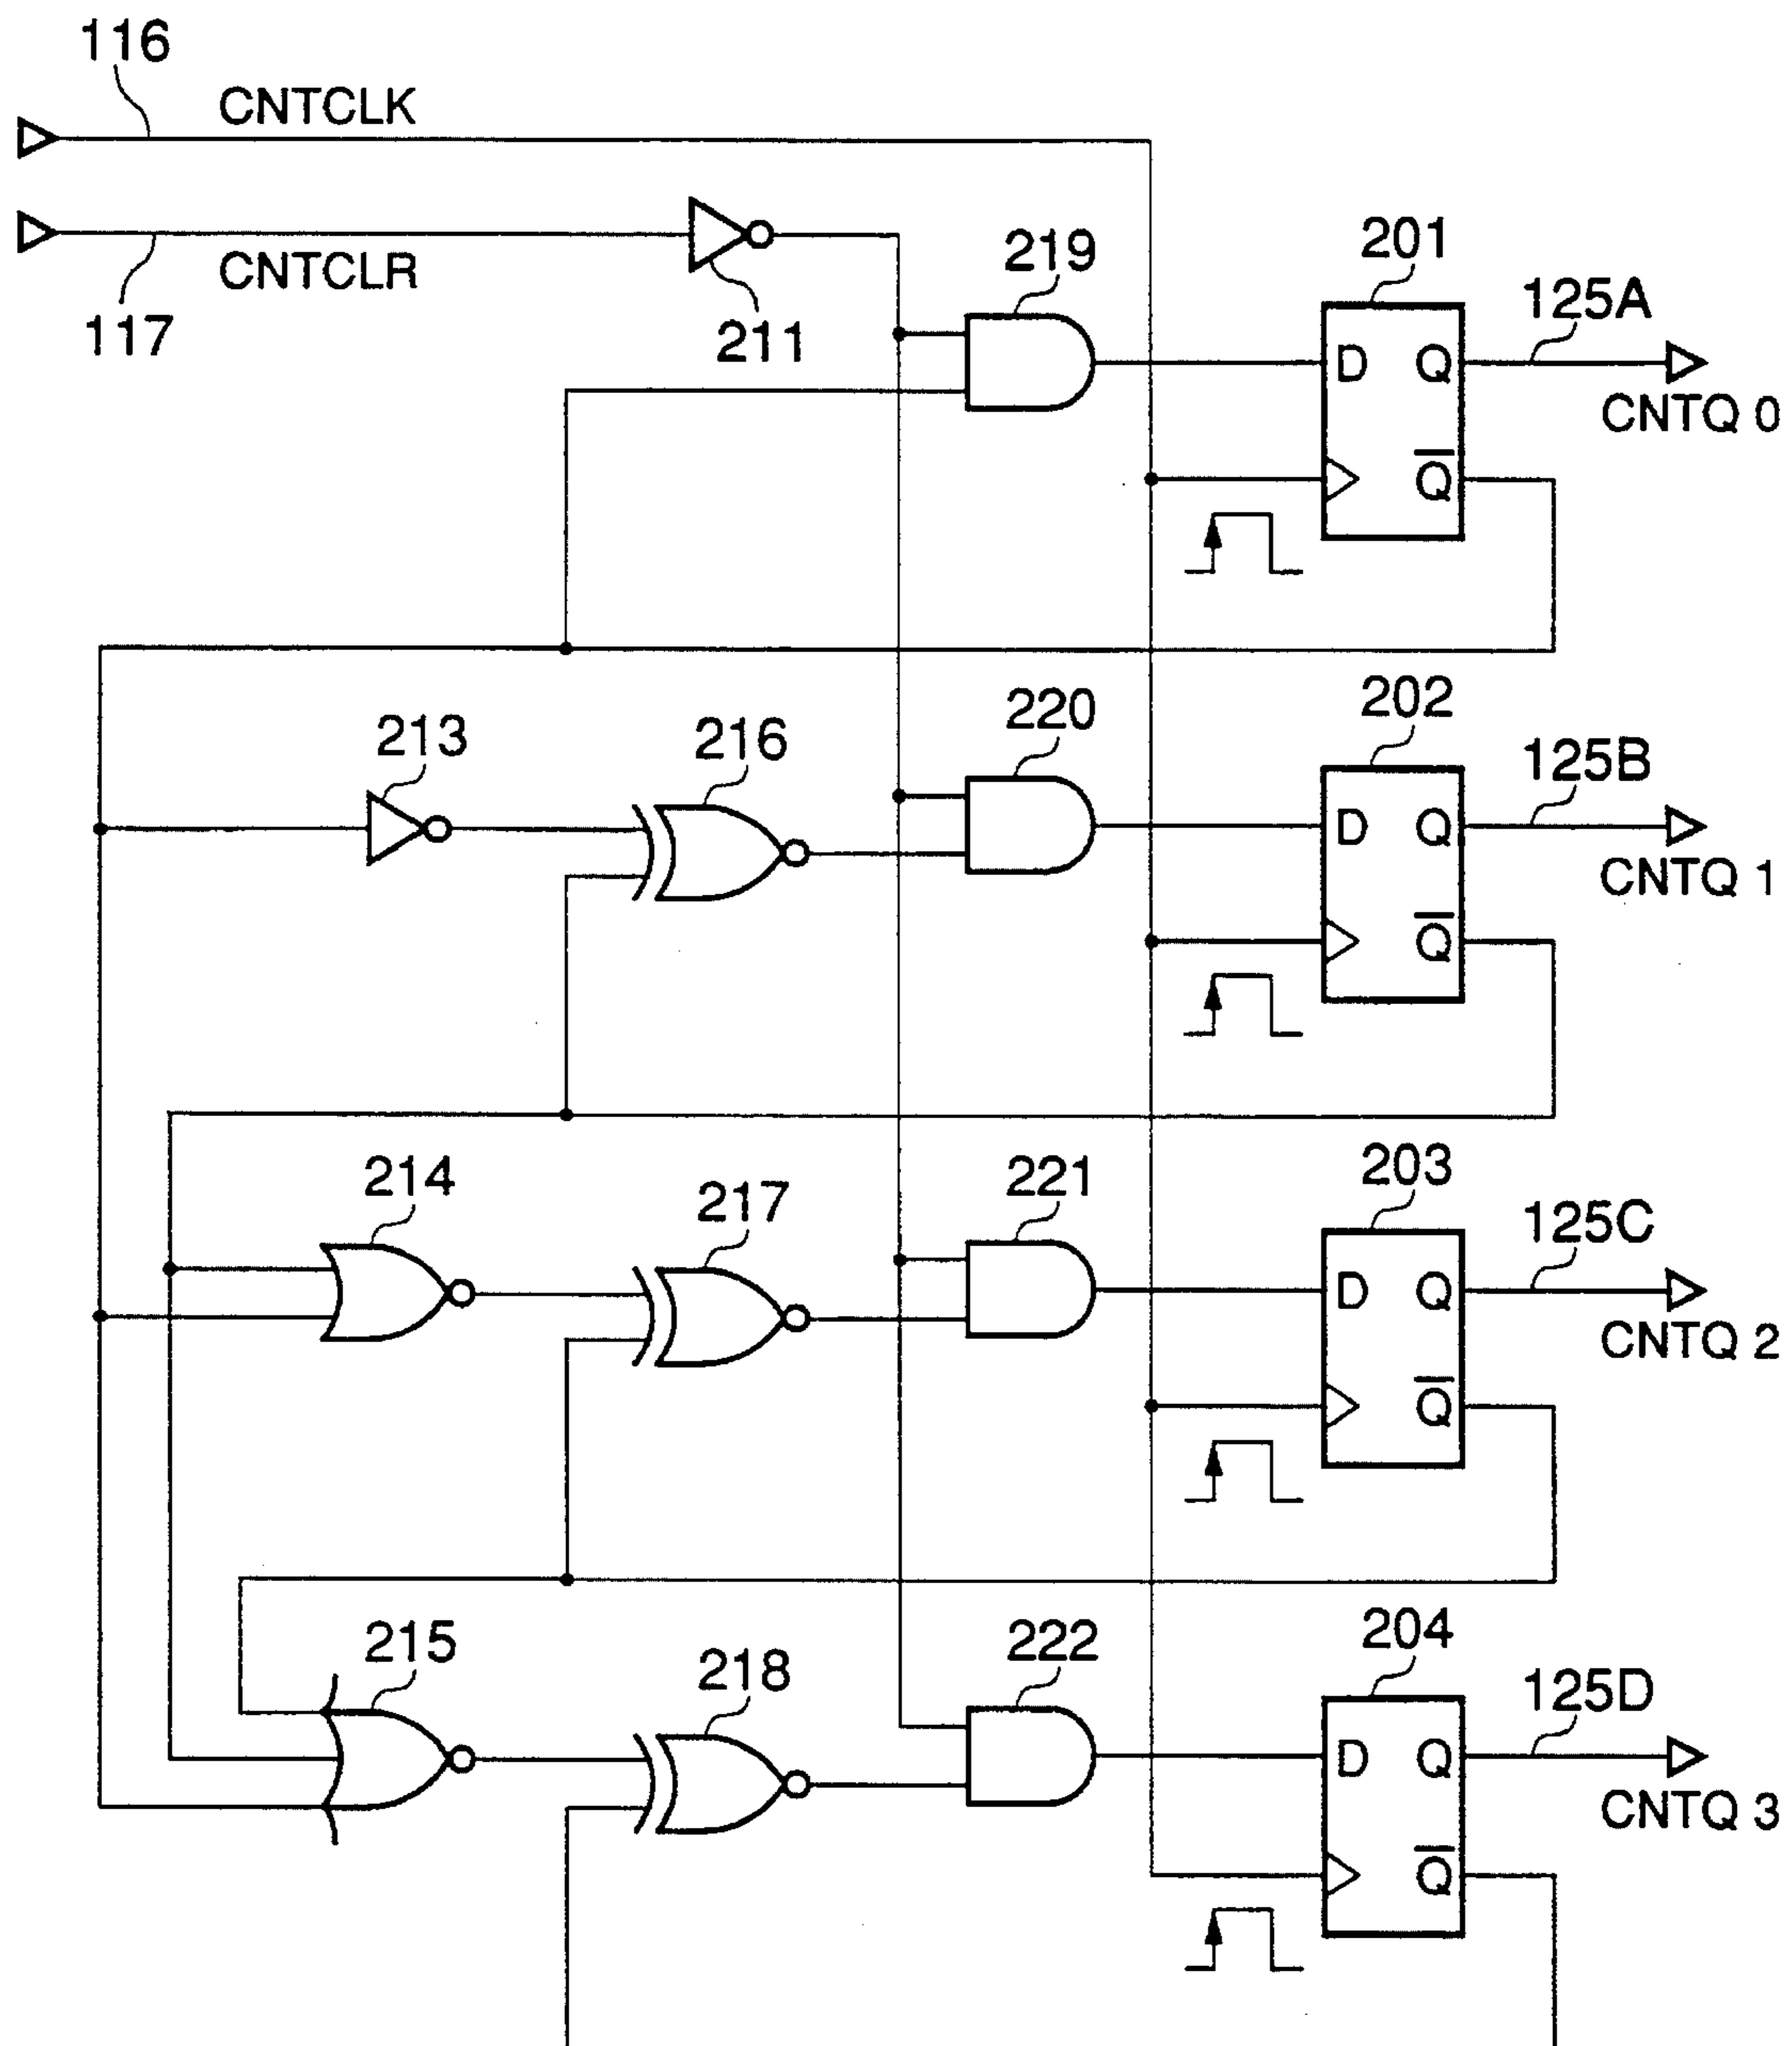 116
CNTCLK
CNTCLR
117
211
219
201
125A
D Q
CNTQ 0
Q̅
213
216
220
202
125B
D Q
CNTQ 1
Q̅
214
217
221
203
125C
D Q
CNTQ 2
Q̅
215
218
222
204
125D
D Q
CNTQ 3
Q̅